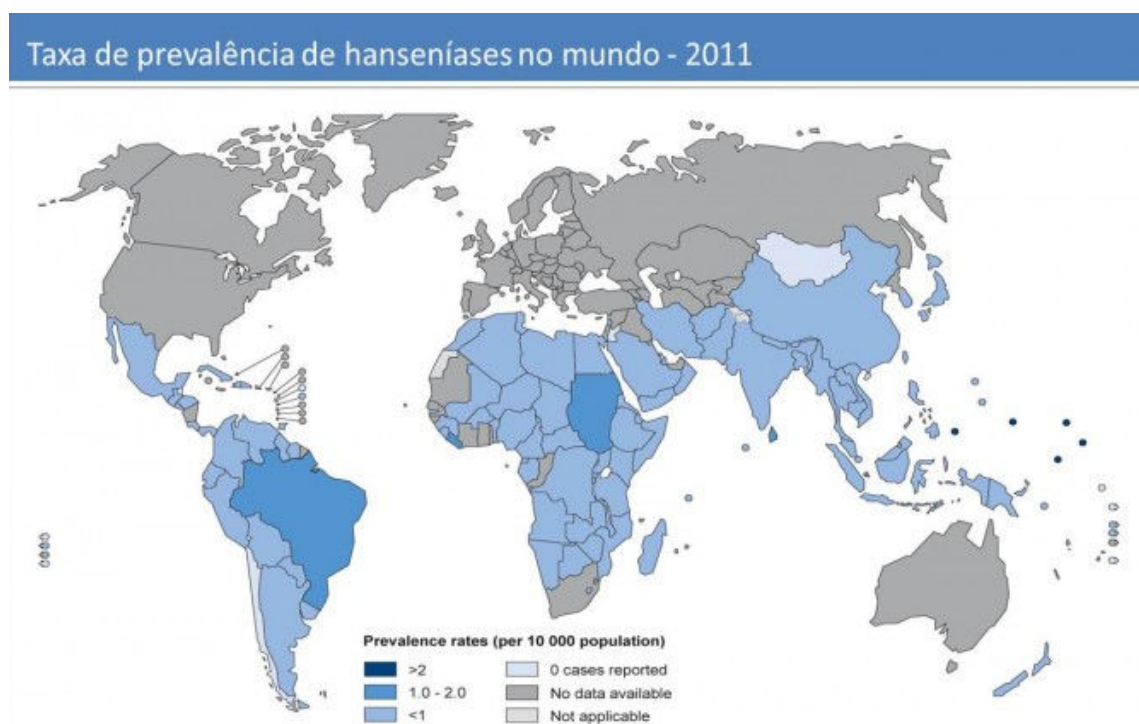 Taxa de prevalência de hanseníases no mundo - 2011
Prevalence rates (per 10 000 population)
>2
1.0 - 2.0
<1
0 cases reported
No data available
Not applicable